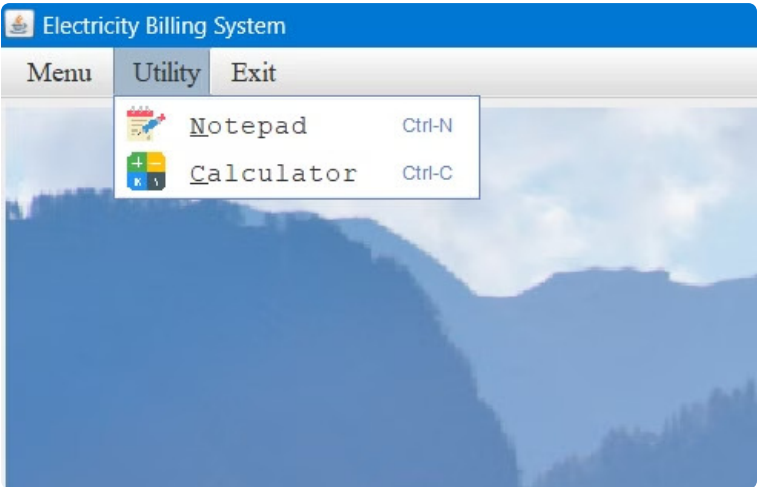 Electricity Billing System
Menu Utility Exit
Notepad Ctrl-N
Calculator Ctrl-C